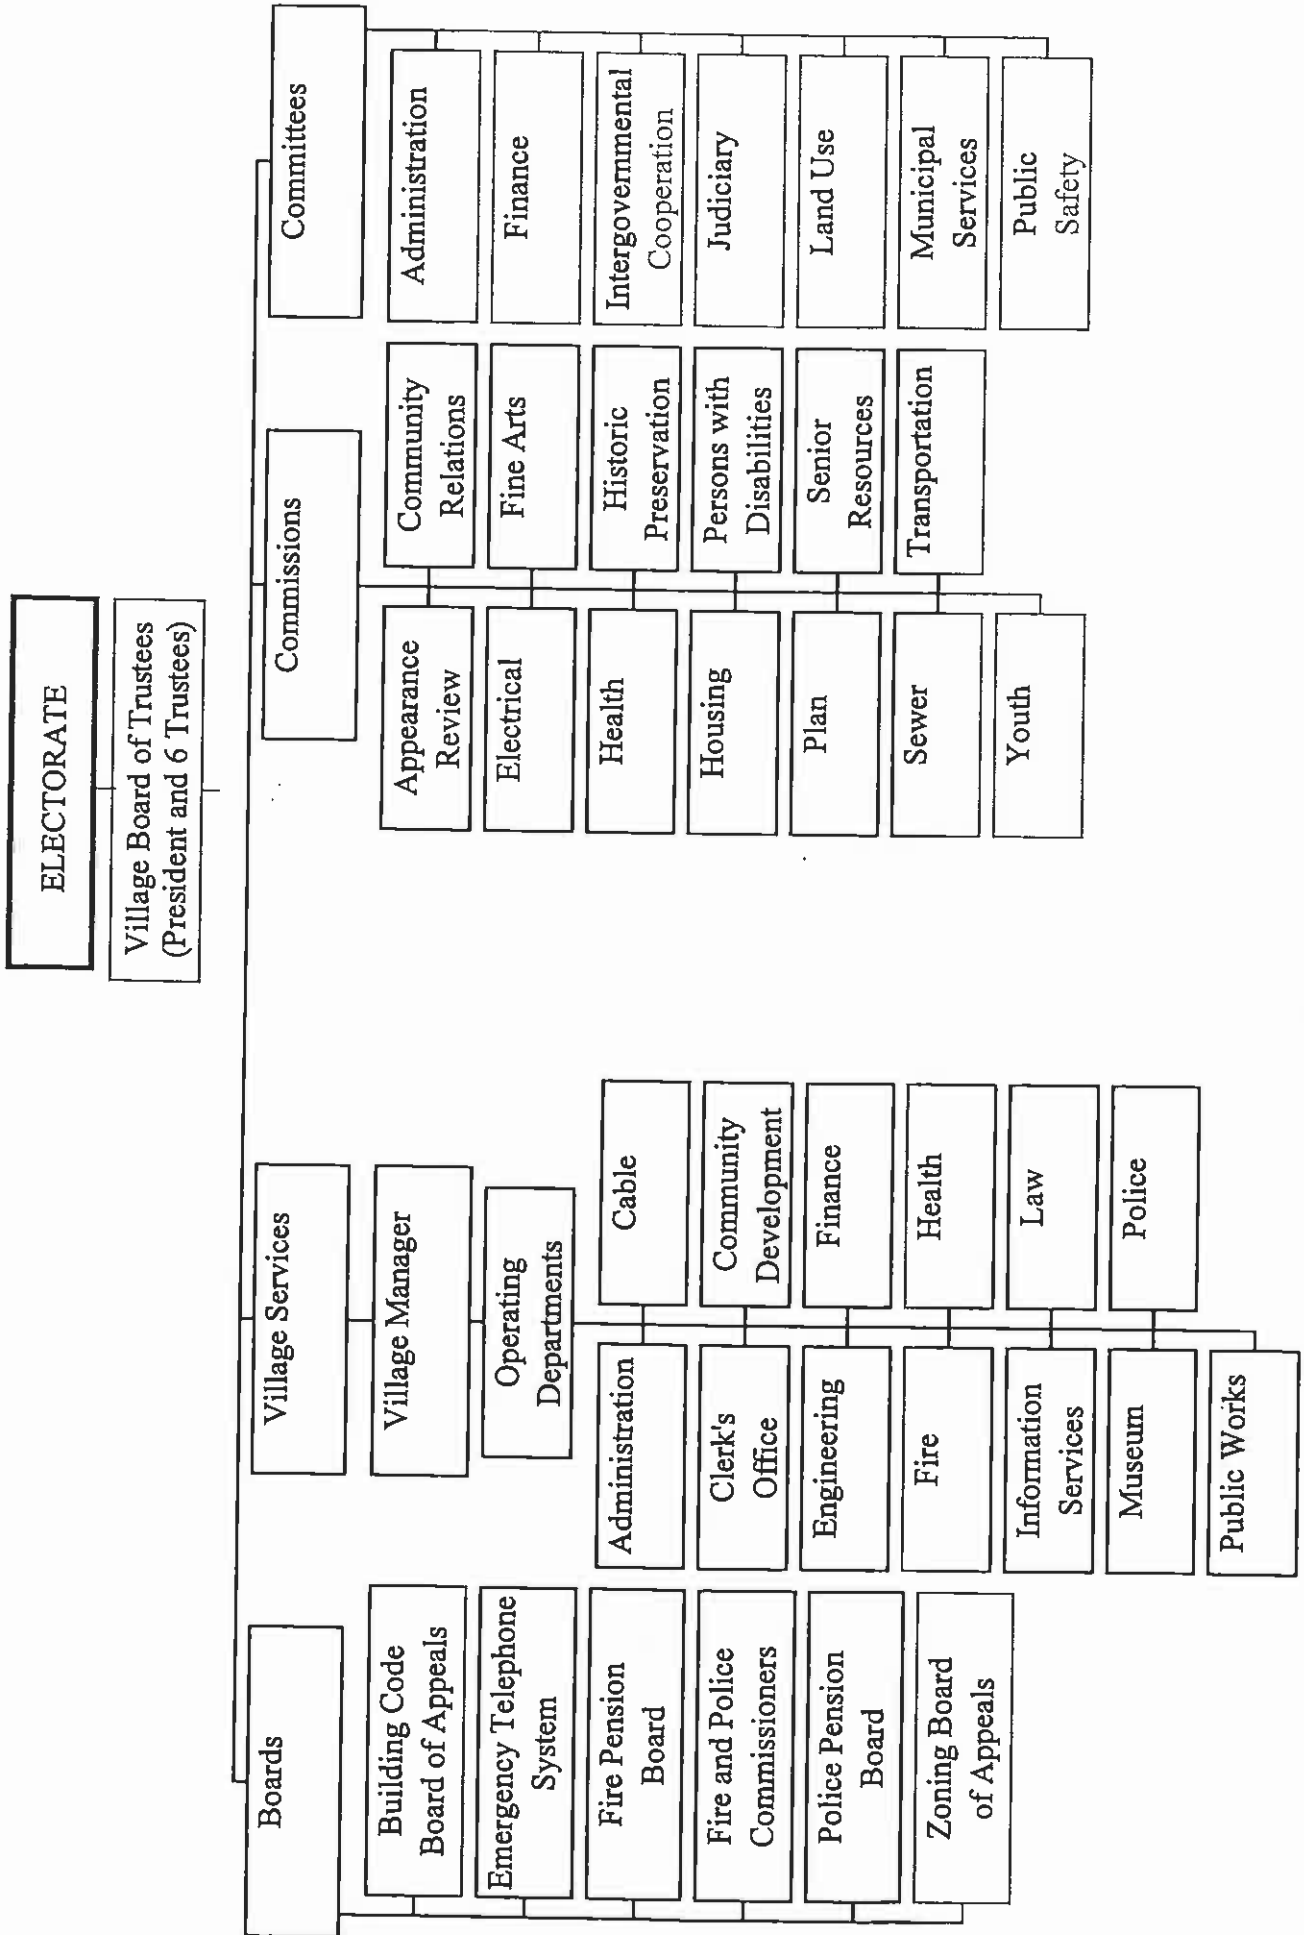 ELECTORATE
Village Board of Trustees
(President and 6 Trustees)
Boards
Building Code
Board of Appeals
Emergency Telephone
System
Fire Pension
Board
Fire and Police
Commissioners
Police Pension
Board
Zoning Board
of Appeals
Village Services
Village Manager
Operating
Departments
Administration
Cable
Clerk's
Office
Community
Development
Engineering
Finance
Fire
Health
Information
Services
Law
Museum
Police
Public Works
Commissions
Appearance
Review
Community
Relations
Electrical
Fine Arts
Health
Historic
Preservation
Housing
Persons with
Disabilities
Plan
Senior
Resources
Sewer
Transportation
Youth
Committees
Administration
Finance
Intergovernmental
Cooperation
Judiciary
Land Use
Municipal
Services
Public
Safety